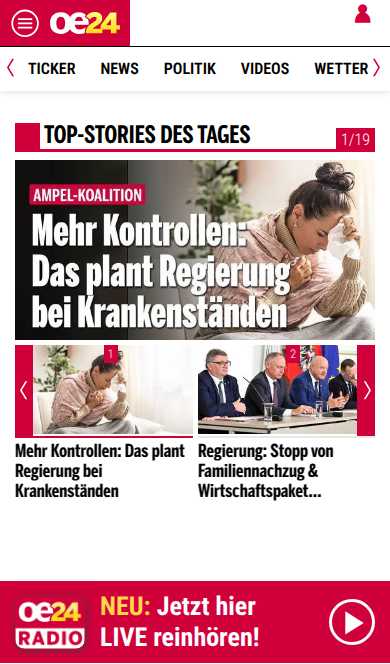 oe24
TICKER NEWS POLITIK VIDEOS WETTER
TOP-STORIES DES TAGES
1/19
AMPEL-KOALITION
Mehr Kontrollen:
Das plant Regierung
bei Krankenständen
1
2
Mehr Kontrollen: Das plant
Regierung bei
Krankenständen
Regierung: Stopp von
Familiennachzug &
Wirtschaftspaket...
oe24
RADIO
NEU: Jetzt hier
LIVE reinhören!